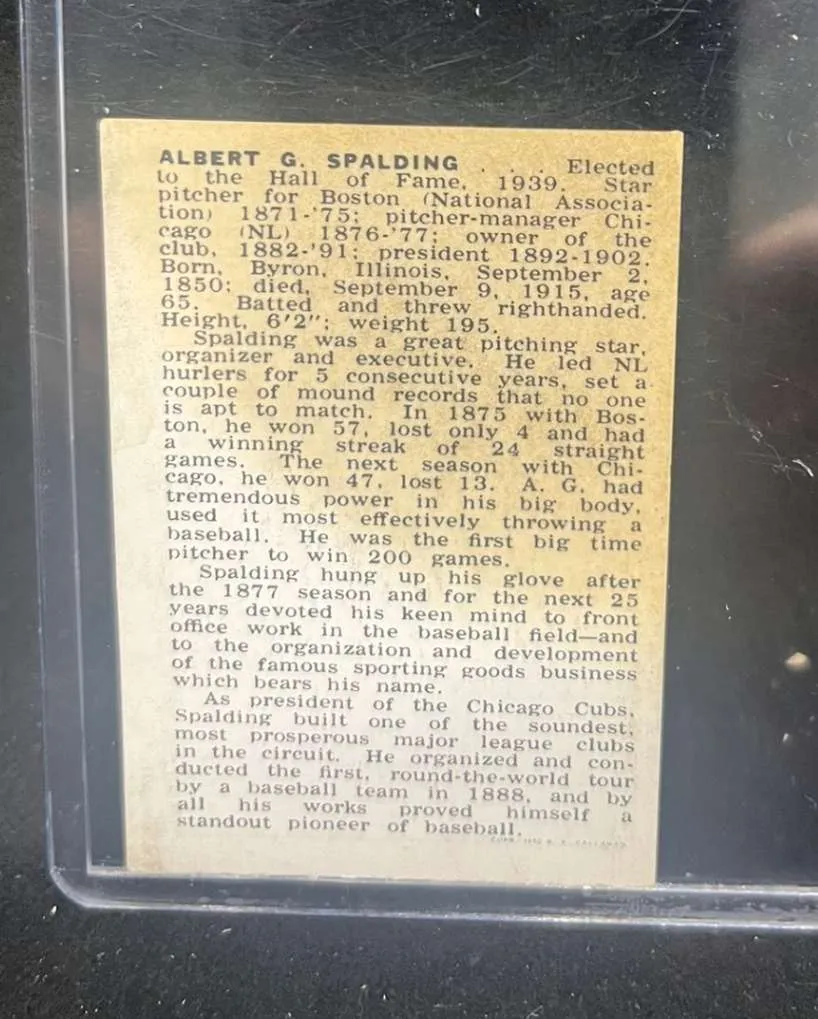 ALBERT G. SPALDING . . . Elected
to the Hall of Fame, 1939. Star
pitcher for Boston (National Associa-
tion) 1871-'75; pitcher-manager Chi-
cago (NL) 1876-'77; owner of the
club, 1882-'91; president 1892-1902.
Born, Byron, Illinois, September 2,
1850; died, September 9, 1915, age
65. Batted and threw righthanded.
Height, 6'2"; weight 195.
Spalding was a great pitching star,
organizer and executive. He led NL
hurlers for 5 consecutive years, set a
couple of mound records that no one
is apt to match. In 1875 with Bos-
ton, he won 57, lost only 4 and had
a winning streak of 24 straight
games. The next season with Chi-
cago, he won 47, lost 13. A. G. had
tremendous power in his big body,
used it most effectively throwing a
baseball. He was the first big time
pitcher to win 200 games.
Spalding hung up his glove after
the 1877 season and for the next 25
years devoted his keen mind to front
office work in the baseball field—and
to the organization and development
of the famous sporting goods business
which bears his name.
As president of the Chicago Cubs,
Spalding built one of the soundest,
most prosperous major league clubs
in the circuit. He organized and con-
ducted the first, round-the-world tour
by a baseball team in 1888, and by
all his works proved himself a
standout pioneer of baseball.